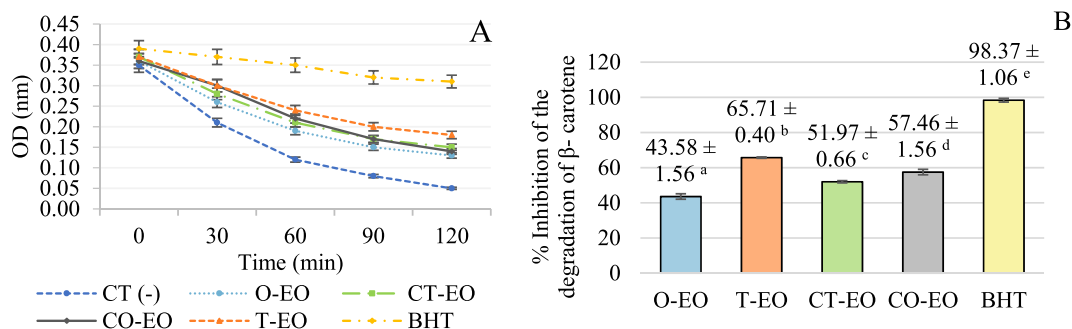 A
OD (nm)
0.45
0.40
0.35
0.30
0.25
0.20
0.15
0.10
0.05
0.00
0 30 60 90 120
Time (min)
CT (-) O-EO CT-EO
CO-EO T-EO BHT
B
% Inhibition of the
degradation of β- carotene
120
100
80
60
40
20
0
43.58 ±
1.56 a
65.71 ±
0.40 b
51.97 ±
0.66 c
57.46 ±
1.56 d
98.37 ±
1.06 e
O-EO T-EO CT-EO CO-EO BHT